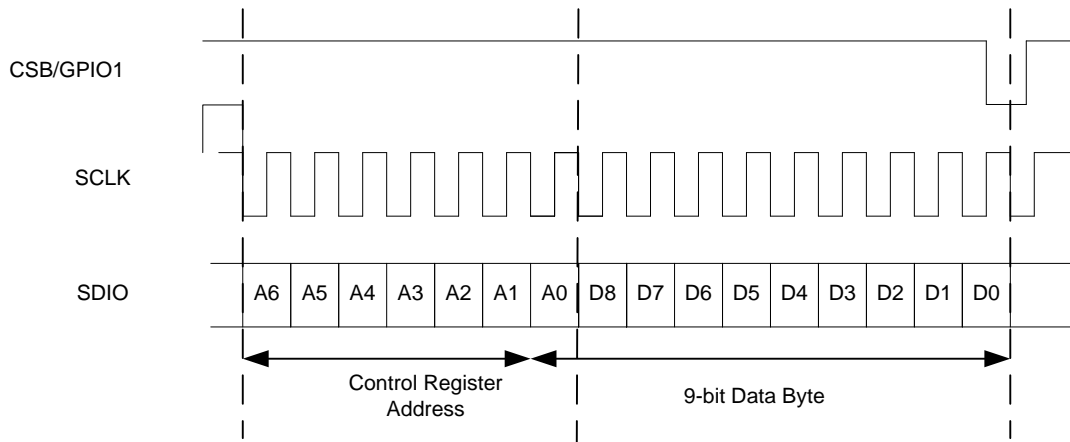 CSB/GPIO1
SCLK
SDIO
A6 A5 A4 A3 A2 A1 A0 D8 D7 D6 D5 D4 D3 D2 D1 D0
Control Register
Address
9-bit Data Byte